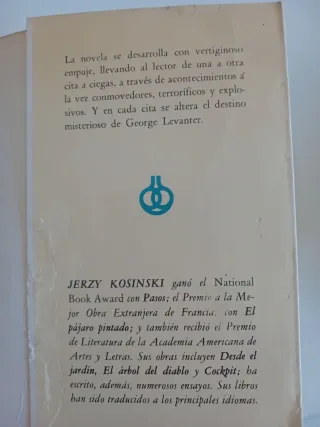 La novela se desarrolla con vertiginoso
empuje, llevando al lector de una a otra
cita a ciegas, a través de acontecimientos á
la vez conmovedores, terroríficos y explo-
sivos. Y en cada cita se altera el destino
misterioso de George Levanter.
JERZY KOSINSKI ganó el National
Book Award con Pasos; el Premio a la Me-
jor Obra Extranjera de Francia, con El
pájaro pintado; y también recibió el Premio
de Literatura de la Academia Americana de
Artes y Letras. Sus obras incluyen Desde el
jardín, El árbol del diablo y Cockpit; ha
escrito, además, numerosos ensayos. Sus libros
han sido traducidos a los principales idiomas.